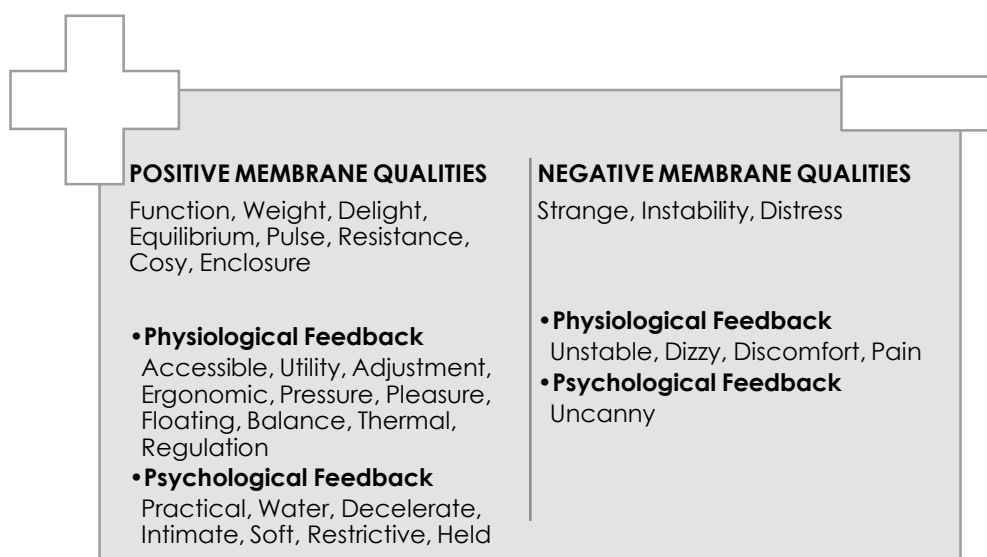 POSITIVE MEMBRANE QUALITIES
Function, Weight, Delight,
Equilibrium, Pulse, Resistance,
Cosy, Enclosure
•Physiological Feedback
Accessible, Utility, Adjustment,
Ergonomic, Pressure, Pleasure,
Floating, Balance, Thermal,
Regulation
•Psychological Feedback
Practical, Water, Decelerate,
Intimate, Soft, Restrictive, Held
NEGATIVE MEMBRANE QUALITIES
Strange, Instability, Distress
•Physiological Feedback
Unstable, Dizzy, Discomfort, Pain
•Psychological Feedback
Uncanny